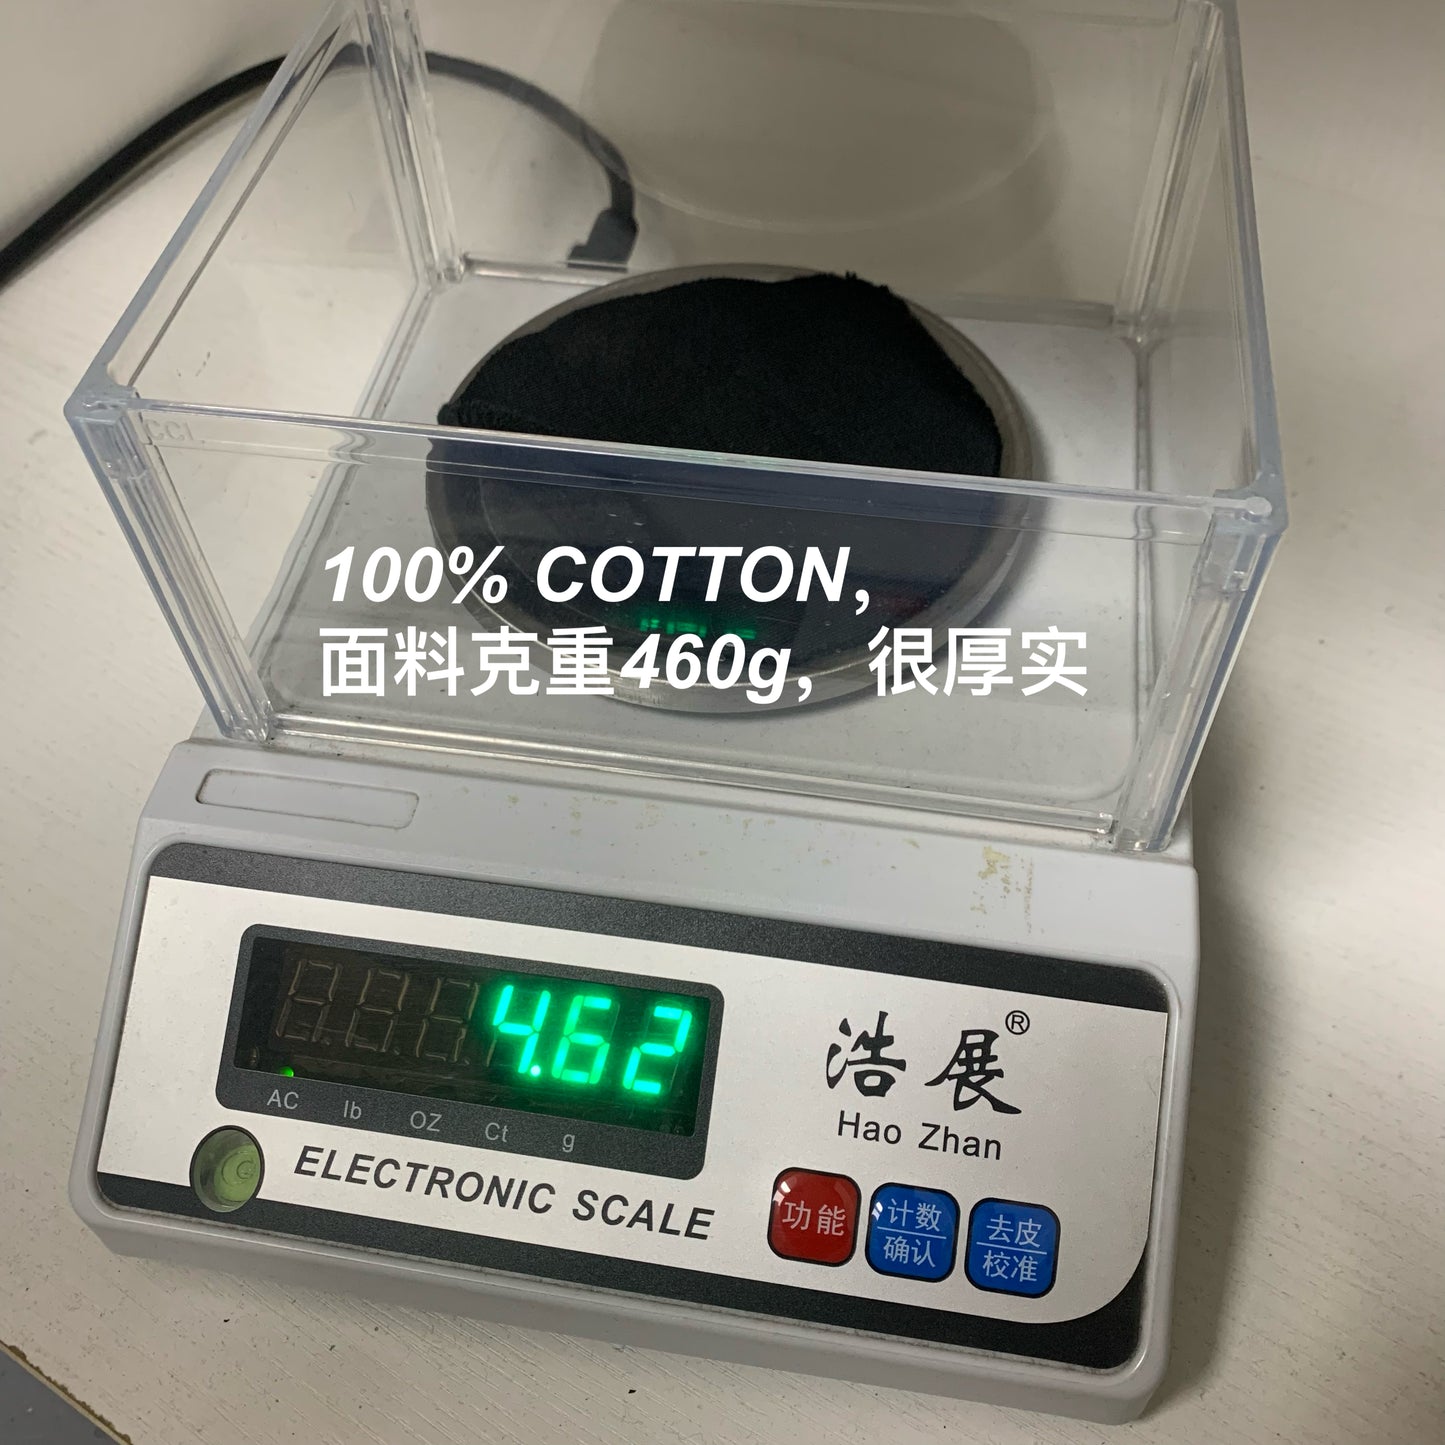 CCL
100% COTTON,
面料克重460g，很厚实
4.62
AC lb OZ Ct g
ELECTRONIC SCALE
浩展®
Hao Zhan
功能
计数
确认
去皮
校准